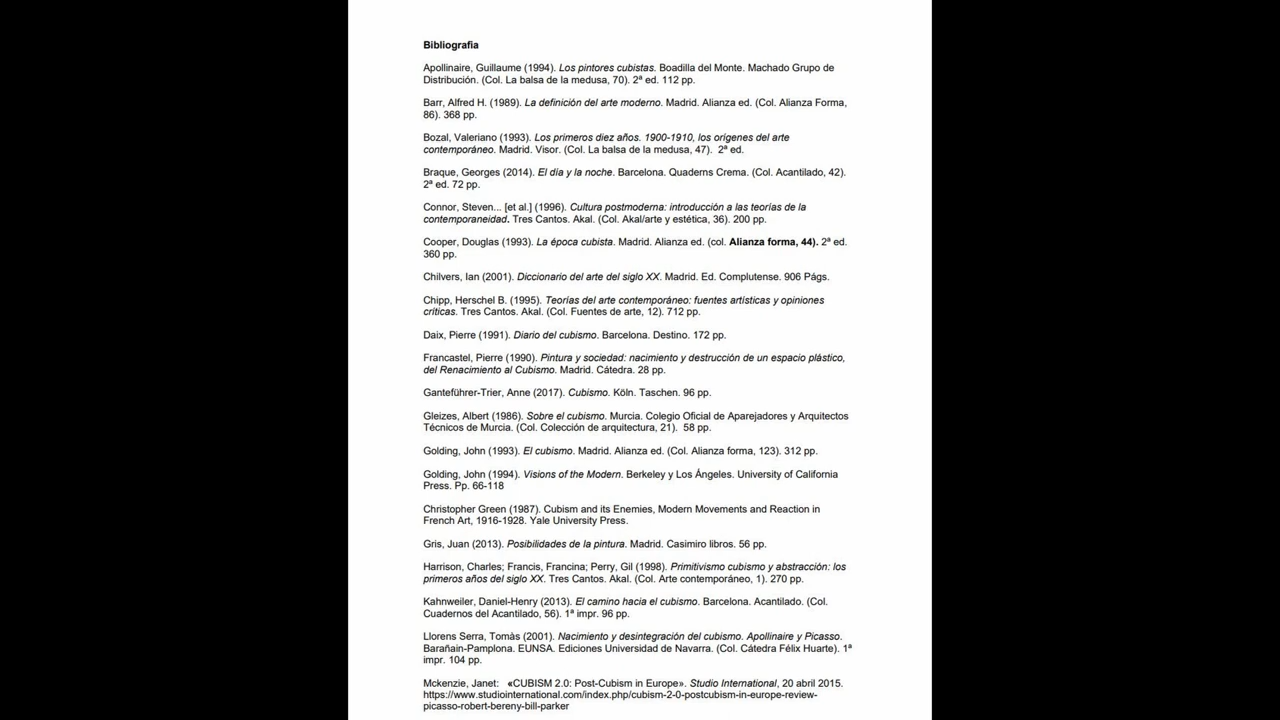 Bibliografia
Apollinaire, Guillaume (1994). Los pintores cubistas. Boadilla del Monte. Machado Grupo de
Distribución. (Col. La balsa de la medusa, 70). 2ª ed. 112 pp.
Barr, Alfred H. (1989). La definición del arte moderno. Madrid. Alianza ed. (Col. Alianza Forma,
86). 368 pp.
Bozal, Valeriano (1993). Los primeros diez años. 1900-1910, los orígenes del arte
contemporáneo. Madrid. Visor. (Col. La balsa de la medusa, 47). 2ª ed.
Braque, Georges (2014). El día y la noche. Barcelona. Quaderns Crema. (Col. Acantilado, 42).
2ª ed. 72 pp.
Connor, Steven... [et al.] (1996). Cultura postmoderna: introducción a las teorías de la
contemporaneidad. Tres Cantos. Akal. (Col. Akal/arte y estética, 36). 200 pp.
Cooper, Douglas (1993). La época cubista. Madrid. Alianza ed. (col. Alianza forma, 44). 2ª ed.
360 pp.
Chilvers, Ian (2001). Diccionario del arte del siglo XX. Madrid. Ed. Complutense. 906 Págs.
Chipp, Herschel B. (1995). Teorías del arte contemporáneo: fuentes artísticas y opiniones
críticas. Tres Cantos. Akal. (Col. Fuentes de arte, 12). 712 pp.
Daix, Pierre (1991). Diario del cubismo. Barcelona. Destino. 172 pp.
Francastel, Pierre (1990). Pintura y sociedad: nacimiento y destrucción de un espacio plástico,
del Renacimiento al Cubismo. Madrid. Cátedra. 28 pp.
Ganteführer-Trier, Anne (2017). Cubismo. Köln. Taschen. 96 pp.
Gleizes, Albert (1986). Sobre el cubismo. Murcia. Colegio Oficial de Aparejadores y Arquitectos
Técnicos de Murcia. (Col. Colección de arquitectura, 21). 58 pp.
Golding, John (1993). El cubismo. Madrid. Alianza ed. (Col. Alianza forma, 123). 312 pp.
Golding, John (1994). Visions of the Modern. Berkeley y Los Ángeles. University of California
Press. Pp. 66-118
Christopher Green (1987). Cubism and its Enemies, Modern Movements and Reaction in
French Art, 1916-1928. Yale University Press.
Gris, Juan (2013). Posibilidades de la pintura. Madrid. Casimiro libros. 56 pp.
Harrison, Charles; Francis, Francina; Perry, Gil (1998). Primitivismo cubismo y abstracción: los
primeros años del siglo XX. Tres Cantos. Akal. (Col. Arte contemporáneo, 1). 270 pp.
Kahnweiler, Daniel-Henry (2013). El camino hacia el cubismo. Barcelona. Acantilado. (Col.
Cuadernos del Acantilado, 56). 1ª impr. 96 pp.
Llorens Serra, Tomàs (2001). Nacimiento y desintegración del cubismo. Apollinaire y Picasso.
Barañain-Pamplona. EUNSA. Ediciones Universidad de Navarra. (Col. Cátedra Félix Huarte). 1ª
impr. 104 pp.
Mckenzie, Janet: «CUBISM 2.0: Post-Cubism in Europe». Studio International, 20 abril 2015.
https://www.studiointernational.com/index.php/cubism-2-0-postcubism-in-europe-review-
picasso-robert-bereny-bill-parker